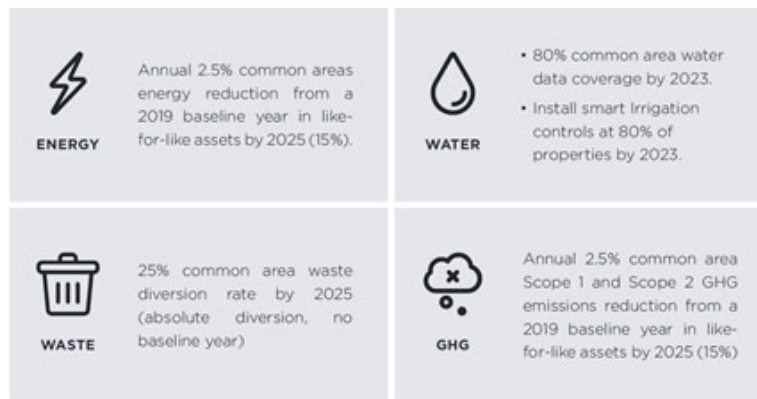 Annual 2.5% common areas
energy reduction from a
2019 baseline year in like-
for-like assets by 2025 (15%).
ENERGY
• 80% common area water
data coverage by 2023.
• Install smart Irrigation
controls at 80% of
properties by 2023.
WATER
25% common area waste
diversion rate by 2025
(absolute diversion, no
baseline year)
WASTE
Annual 2.5% common area
Scope 1 and Scope 2 GHG
emissions reduction from a
2019 baseline year in like-
for-like assets by 2025 (15%)
GHG